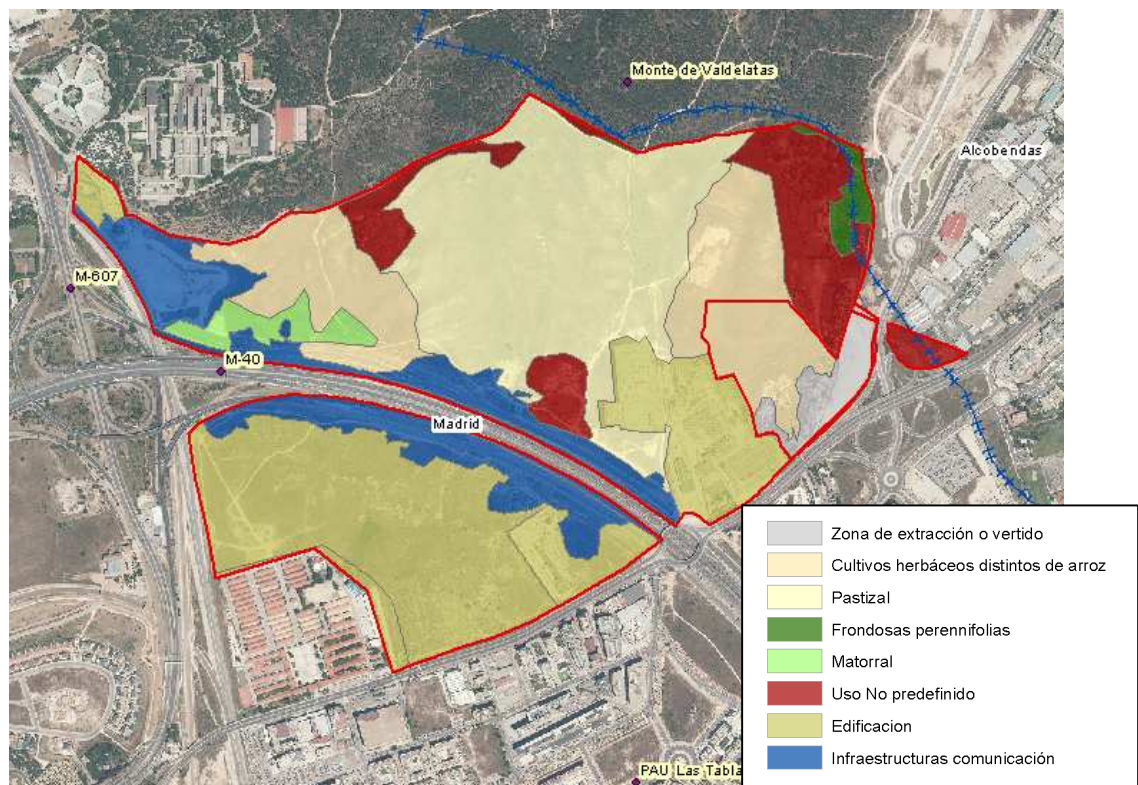 Monte de Valdelatas
Alcobendas
M-607
M-40
Madrid
PAU Las Tabla
Zona de extracción o vertido
Cultivos herbáceos distintos de arroz
Pastizal
Frondosas perennifolias
Matorral
Uso No predefinido
Edificacion
Infraestructuras comunicación